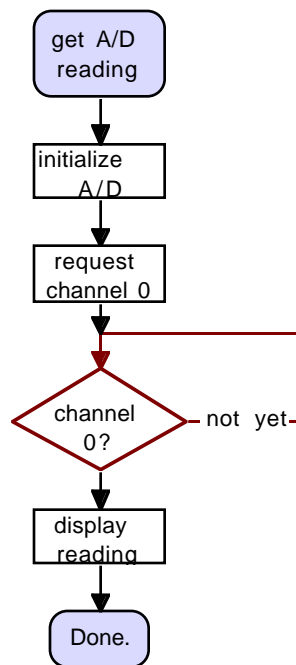 get A/D
reading
initialize
A/D
request
channel 0
channel
0?
not yet
display
reading
Done.